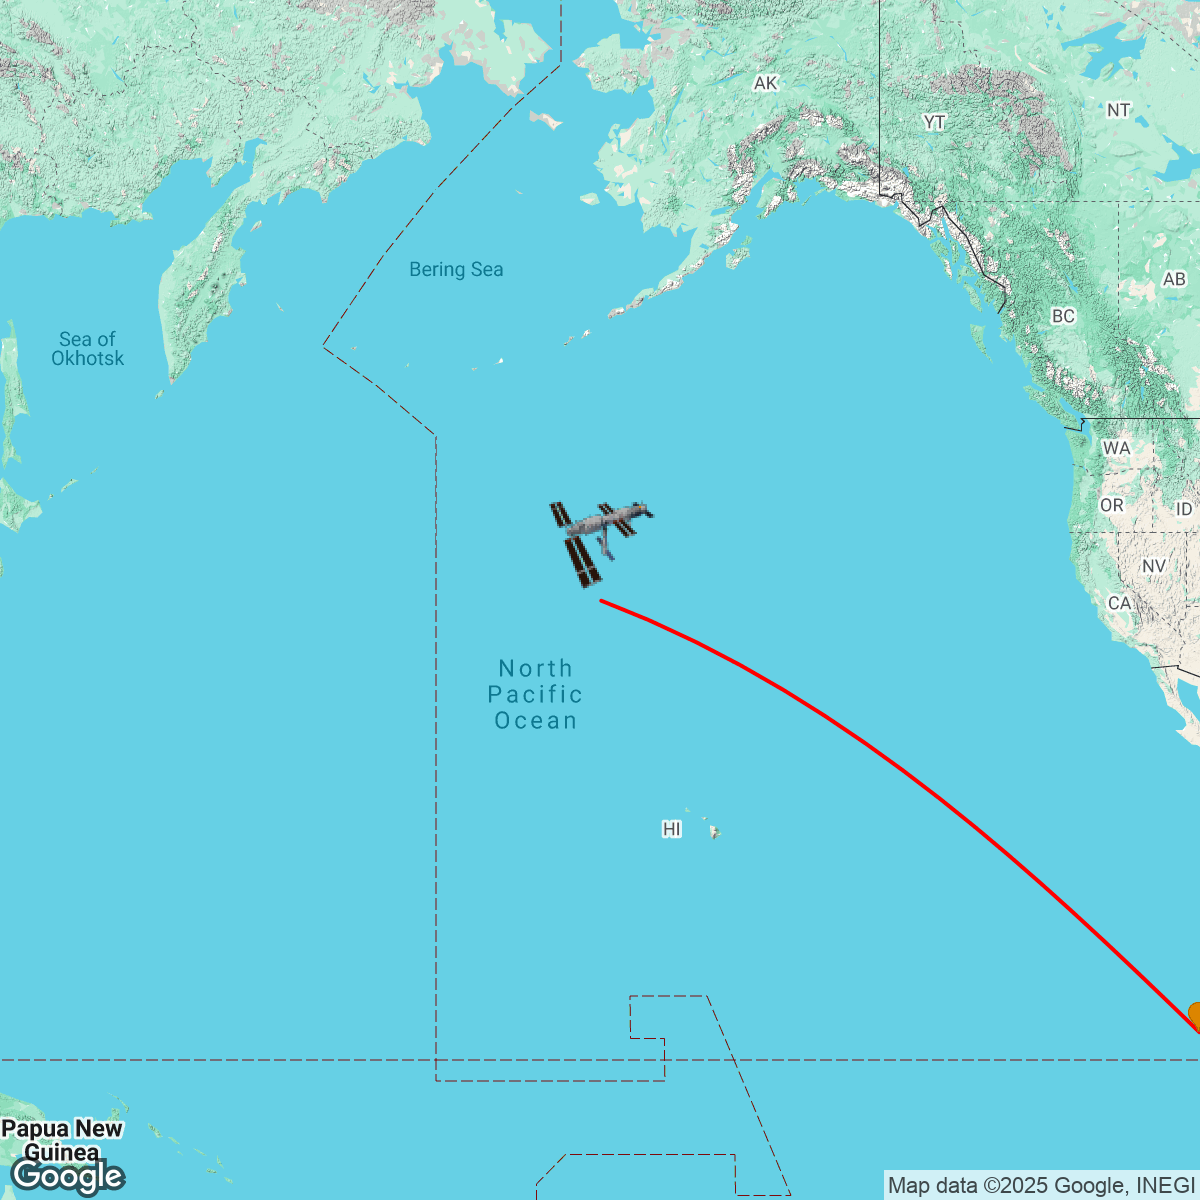 AK
YT
NT
Bering Sea
AB
BC
Sea of
Okhotsk
WA
OR
ID
NV
CA
North
Pacific
Ocean
HI
Papua New
Guinea
Google
Map data ©2025 Google, INEGI